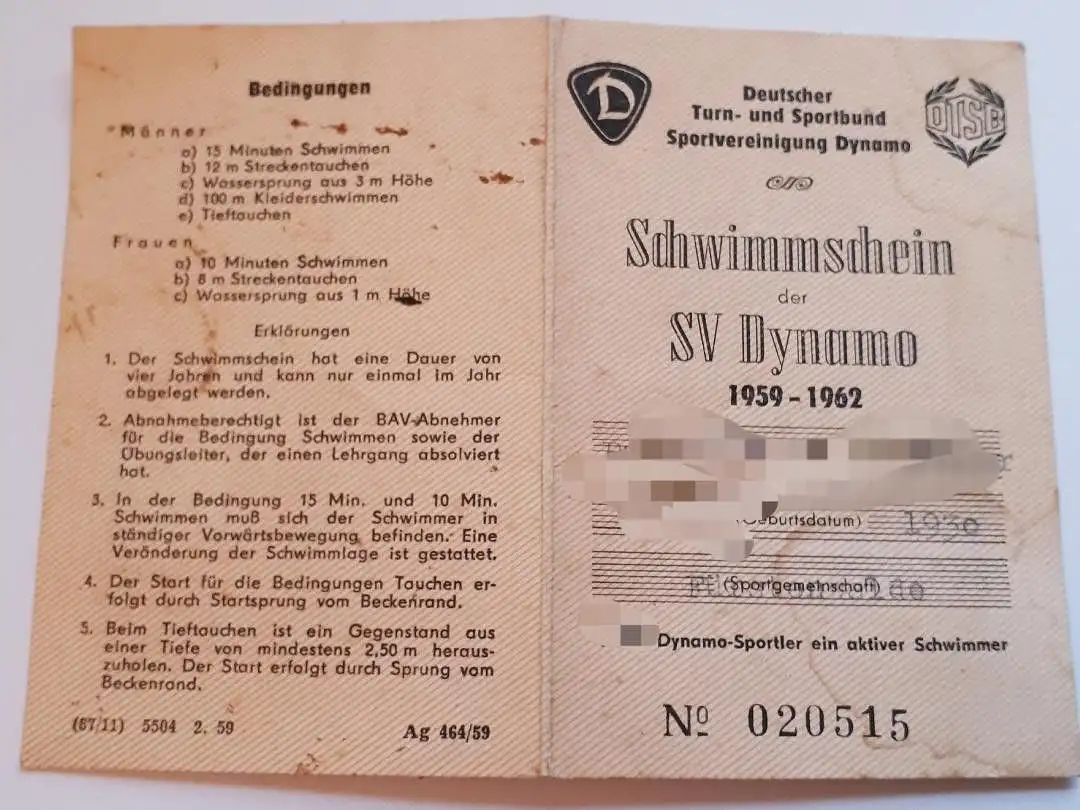 Bedingungen
Männer
a) 15 Minuten Schwimmen
b) 12 m Streckentauchen
c) Wassersprung aus 3 m Höhe
d) 100 m Kleiderschwimmen
e) Tieftauchen
Frauen
a) 10 Minuten Schwimmen
b) 8 m Streckentauchen
c) Wassersprung aus 1 m Höhe
Erklärungen
1. Der Schwimmschein hat eine Dauer von
vier Jahren und kann nur einmal im Jahr
abgelegt werden.
2. Abnahmeberechtigt ist der BAV-Abnehmer
für die Bedingung Schwimmen sowie der
Übungsleiter, der einen Lehrgang absolviert
hat.
3. In der Bedingung 15 Min. und 10 Min.
Schwimmen muß sich der Schwimmer in
ständiger Vorwärtsbewegung befinden. Eine
Veränderung der Schwimmlage ist gestattet.
4. Der Start für die Bedingungen Tauchen er-
folgt durch Startsprung vom Beckenrand.
5. Beim Tieftauchen ist ein Gegenstand aus
einer Tiefe von mindestens 2,50 m heraus-
zuholen. Der Start erfolgt durch Sprung vom
Beckenrand.
(87/11) 5504 2. 59 Ag 464/59
D
Deutscher
Turn- und Sportbund
Sportvereinigung Dynamo
DTSB
Schwimmschein
der
SV Dynamo
1959 - 1962
(Geburtsdatum) 1930
(Sportgemeinschaft)
Dynamo-Sportler ein aktiver Schwimmer
Nº 020515